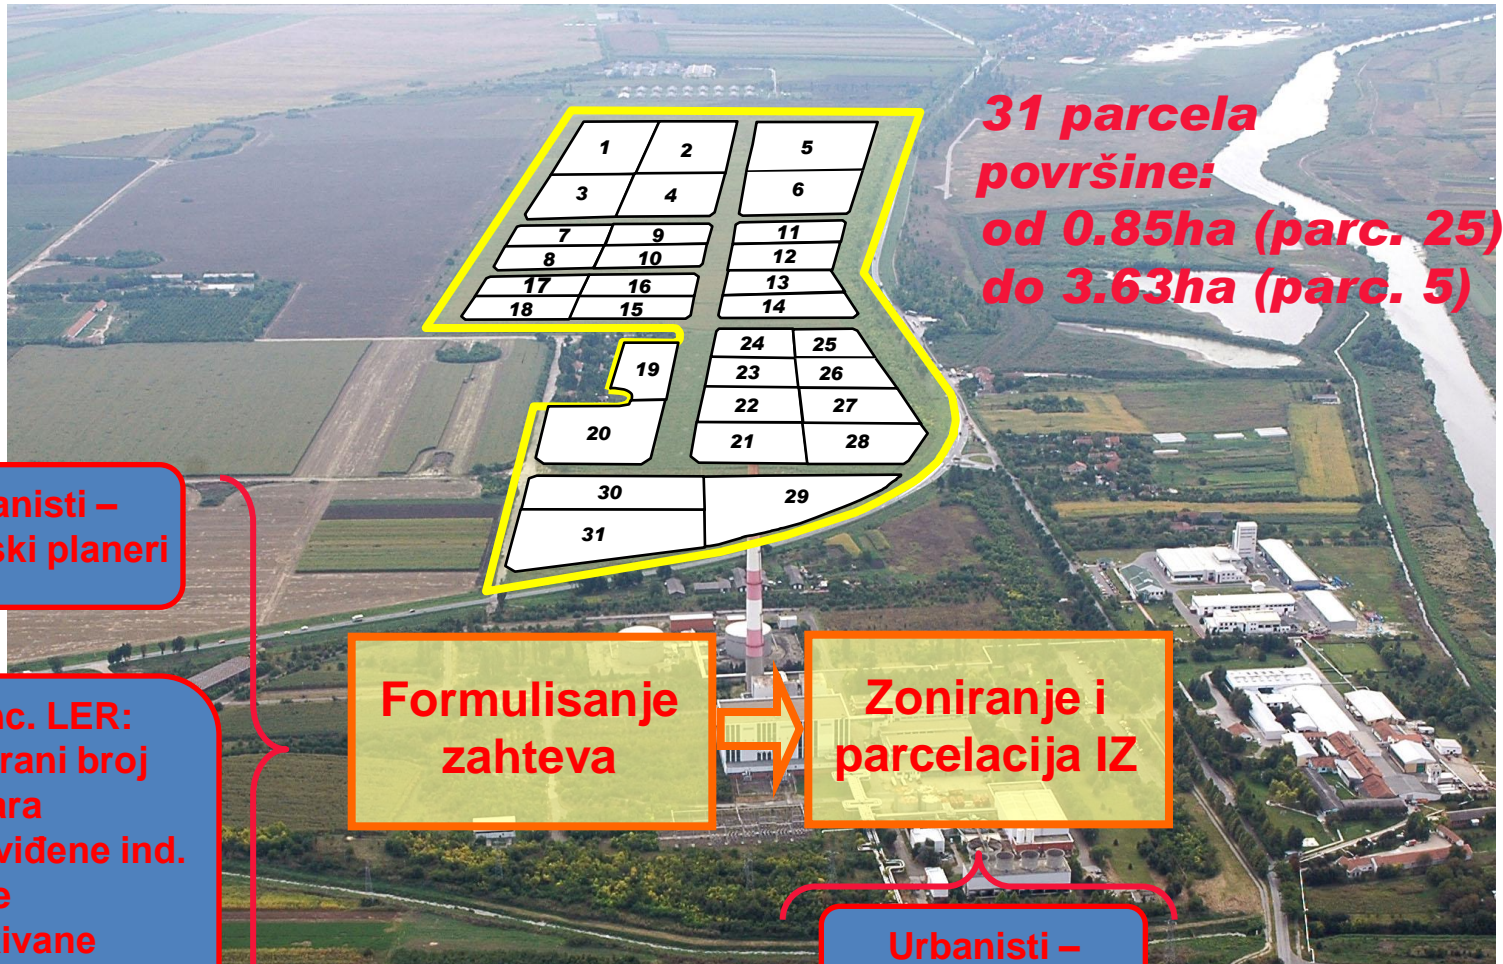 1
2
5
3
4
6
7
9
11
8
10
12
17
16
13
18
15
14
24
25
19
23
26
22
27
20
21
28
30
29
31
31 parcela
površine:
od 0.85ha (parc. 25)
do 3.63ha (parc. 5)
anisti –
ski planeri
nc. LER:
rani broj
ara
viđene ind.
e
ivane
Formulisanje
zahteva
Zoniranje i
parcelacija IZ
Urbanisti –